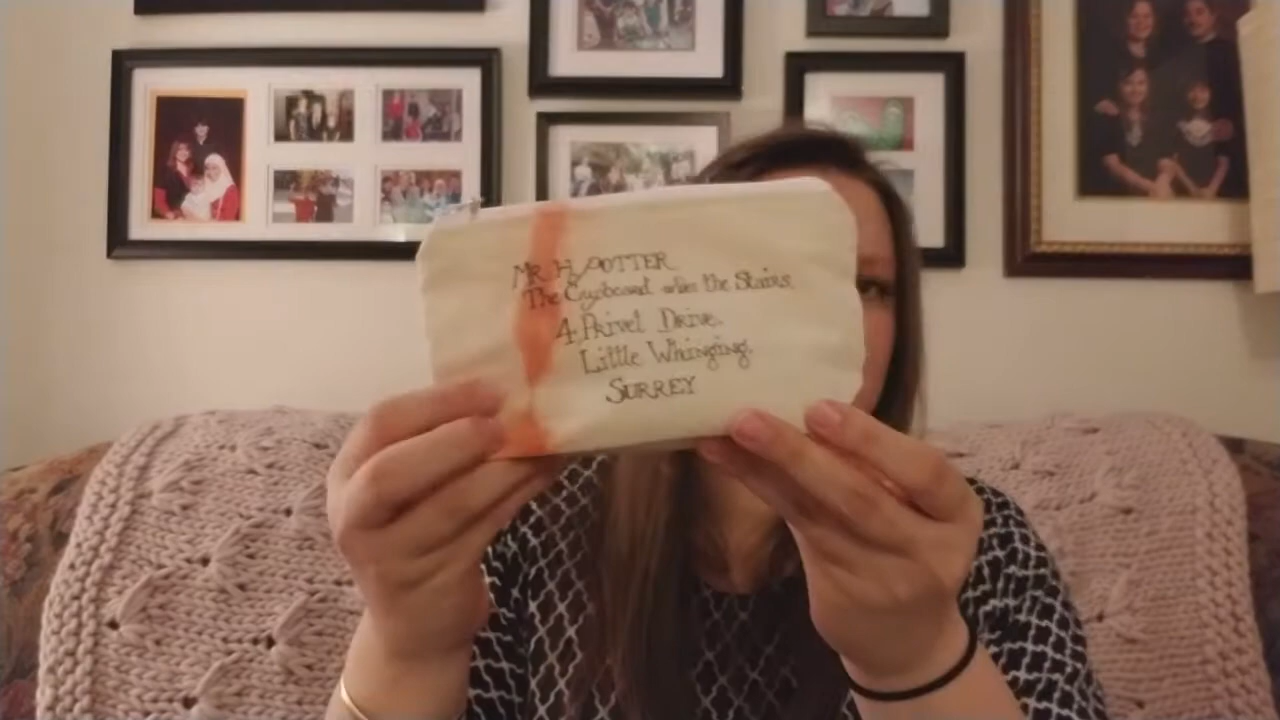 Mr. H. POTTER
The Cupboard under the Stairs,
4 Privet Drive,
Little Whinging,
SURREY